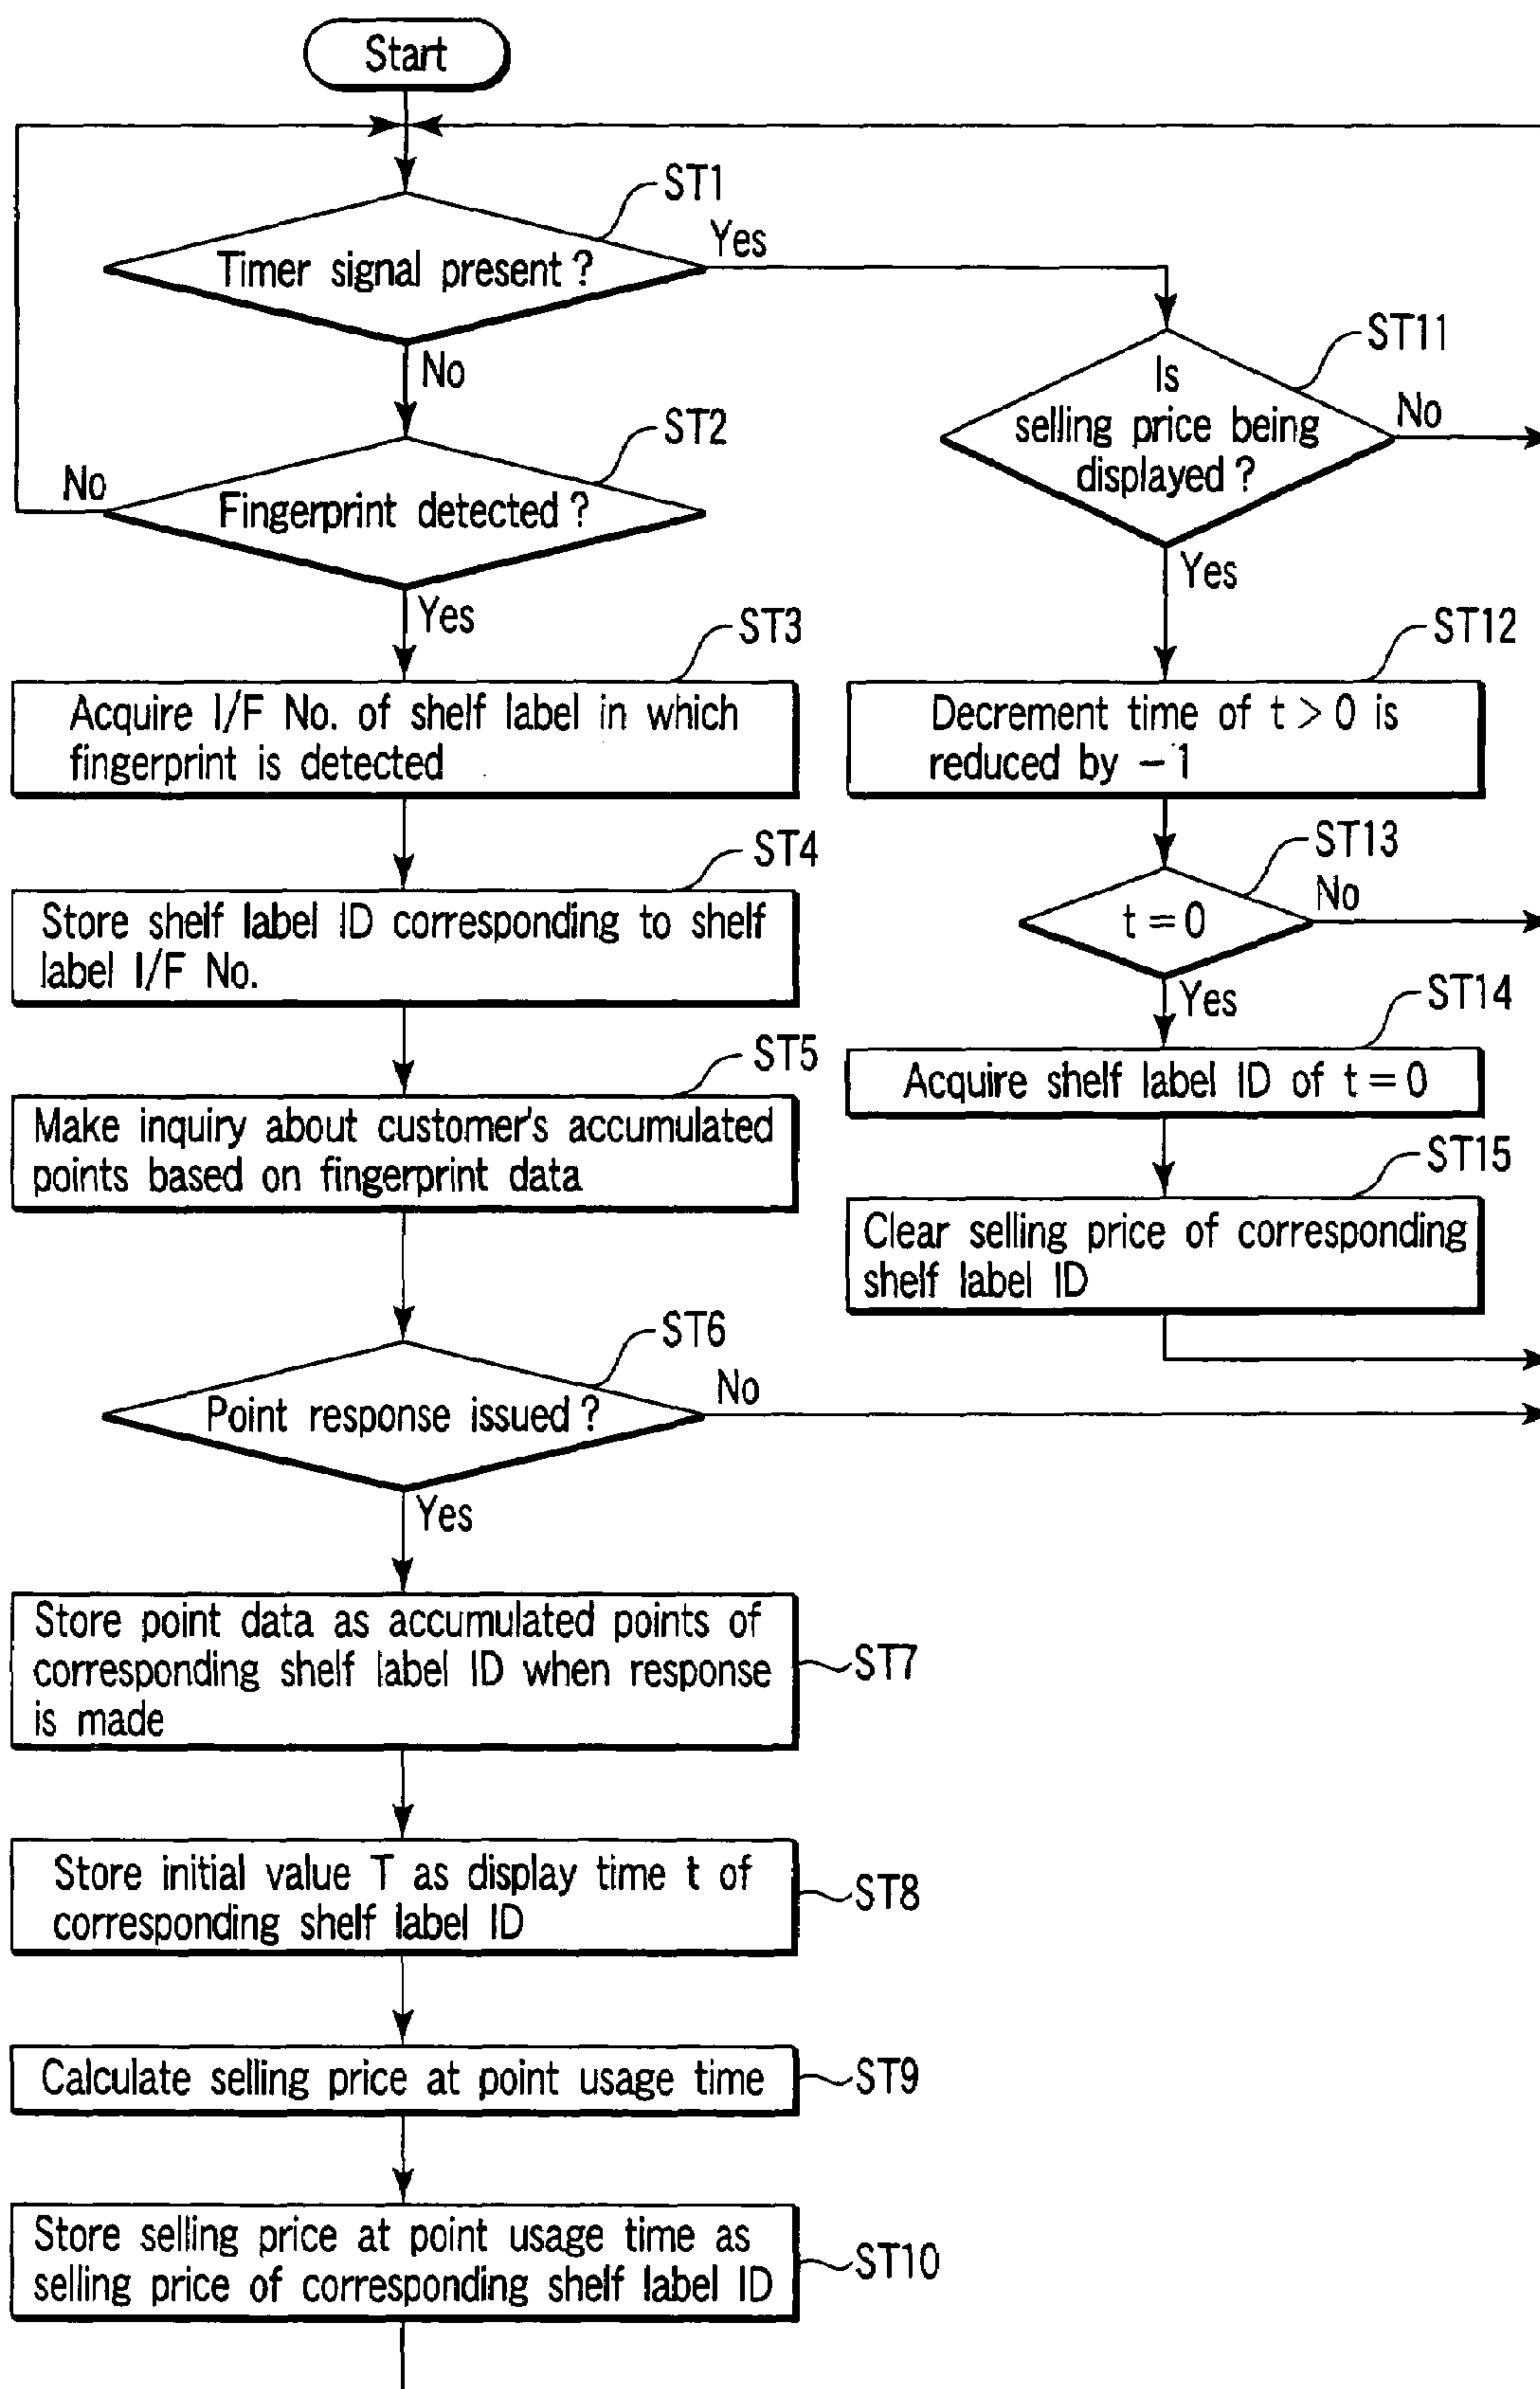 Start
ST1
Timer signal present?
Yes
No
ST2
Fingerprint detected?
No
Yes
ST3
Acquire I/F No. of shelf label in which
fingerprint is detected
ST4
Store shelf label ID corresponding to shelf
label I/F No.
ST5
Make inquiry about customer's accumulated
points based on fingerprint data
ST6
Point response issued?
No
Yes
Store point data as accumulated points of
corresponding shelf label ID when response
is made
ST7
Store initial value T as display time t of
corresponding shelf label ID
ST8
Calculate selling price at point usage time
ST9
Store selling price at point usage time as
selling price of corresponding shelf label ID
ST10
ST11
Is
selling price being
displayed?
No
Yes
ST12
Decrement time of t > 0 is
reduced by -1
ST13
t = 0
No
Yes
ST14
Acquire shelf label ID of t = 0
ST15
Clear selling price of corresponding
shelf label ID